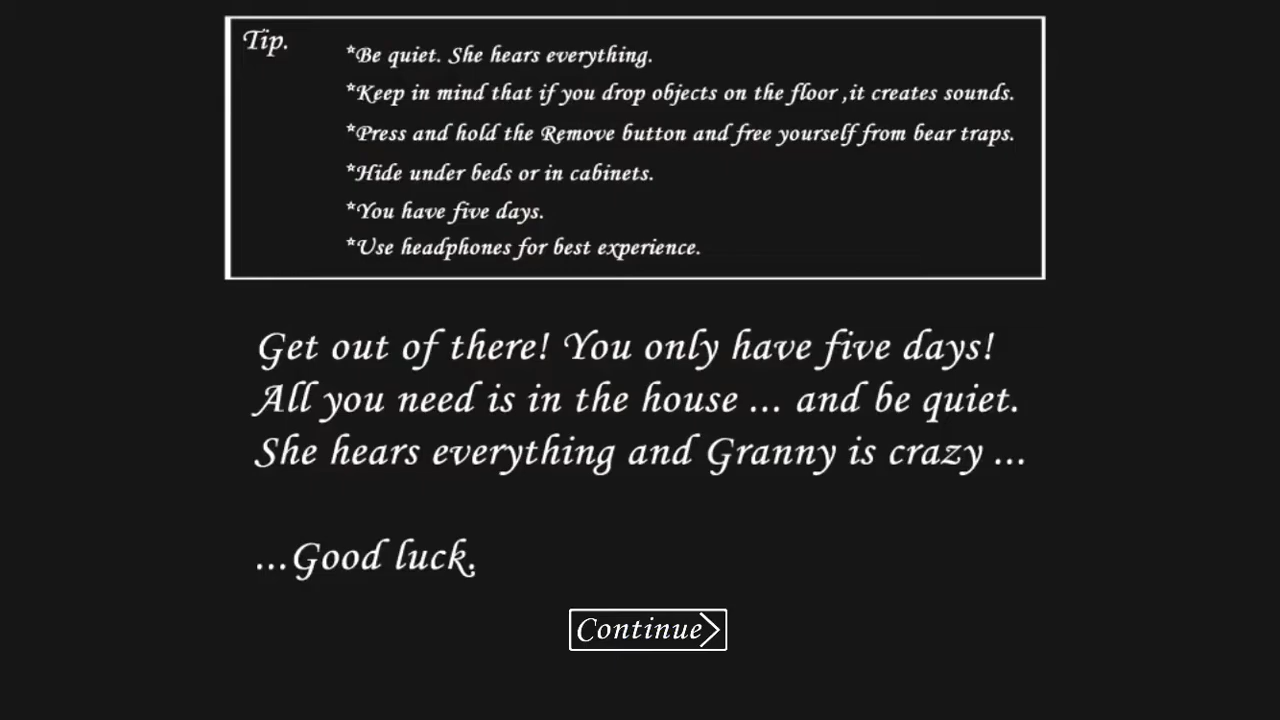 Tip.
*Be quiet. She hears everything.
*Keep in mind that if you drop objects on the floor ,it creates sounds.
*Press and hold the Remove button and free yourself from bear traps.
*Hide under beds or in cabinets.
*You have five days.
*Use headphones for best experience.
Get out of there! You only have five days!
All you need is in the house ... and be quiet.
She hears everything and Granny is crazy ...
...Good luck.
Continue